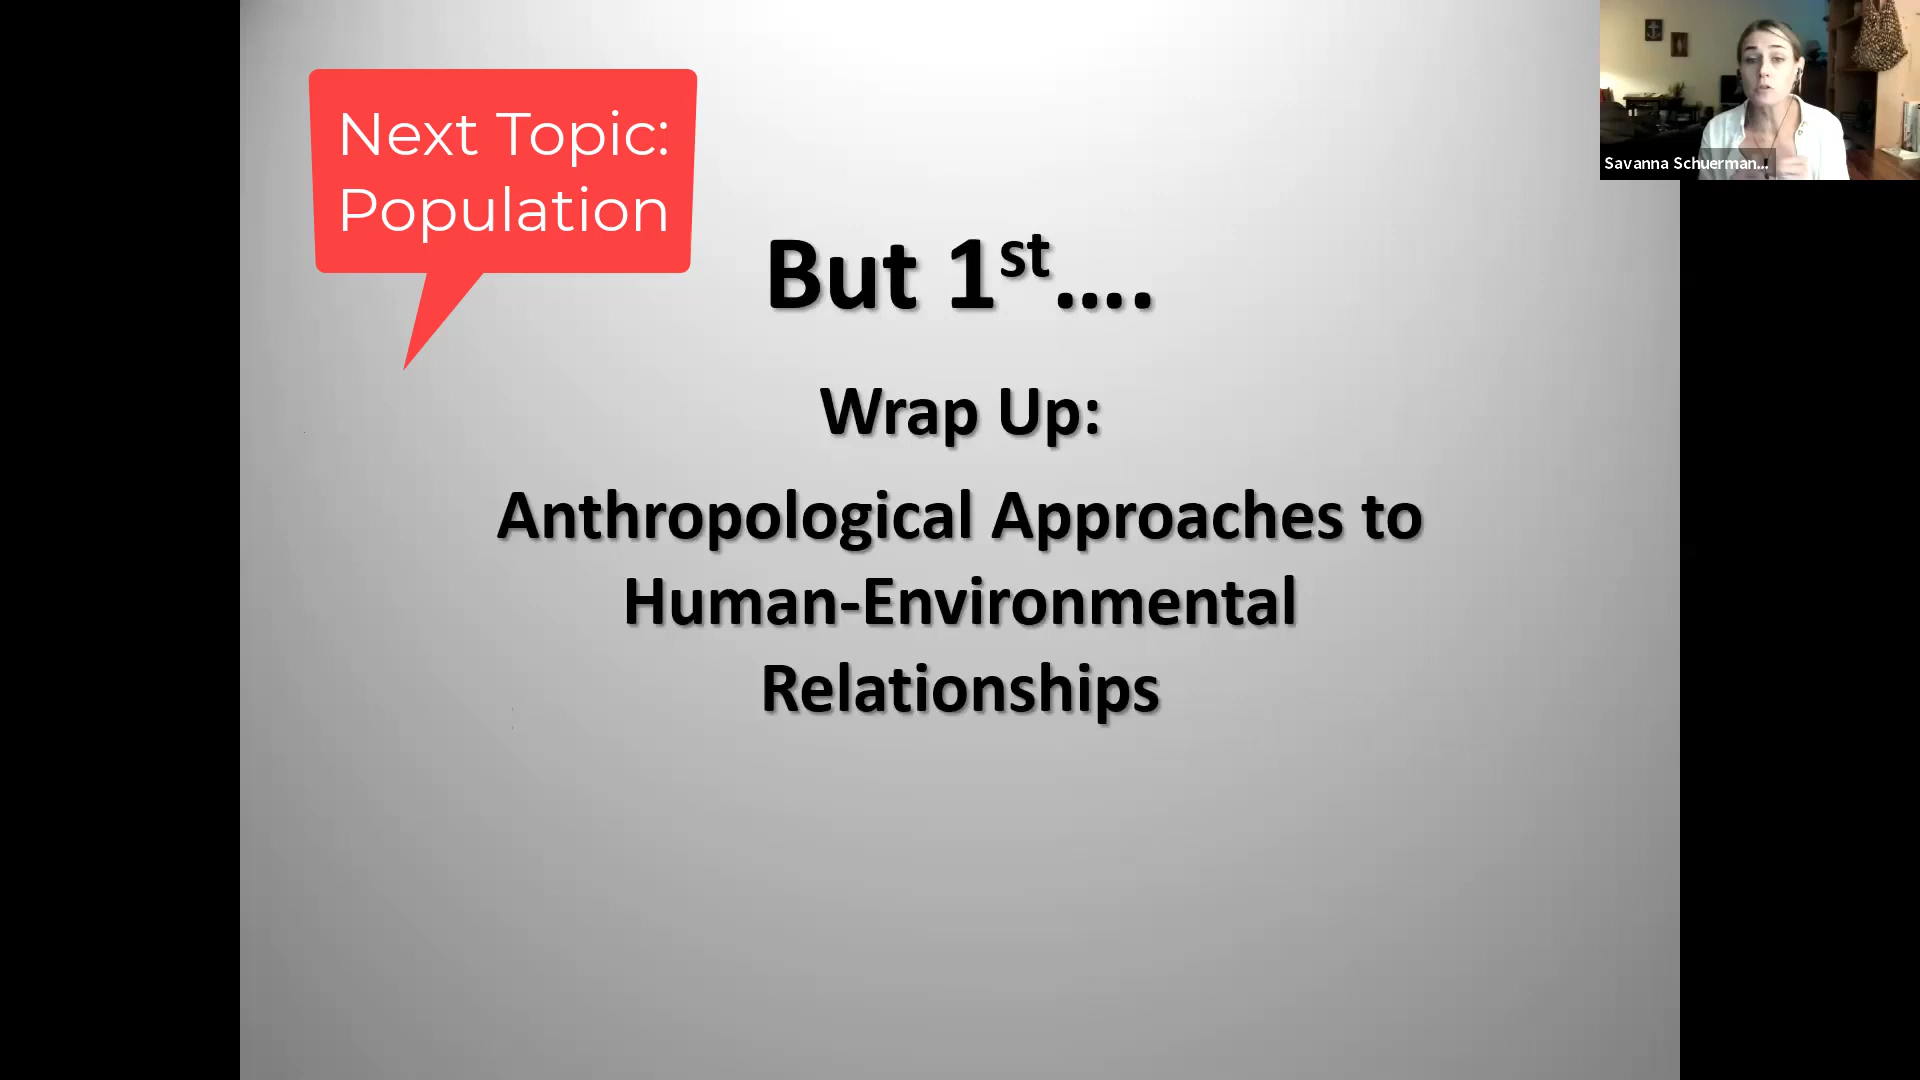 Next Topic:
Population
But 1st....
Wrap Up:
Anthropological Approaches to
Human-Environmental
Relationships
Savanna Schuerman...